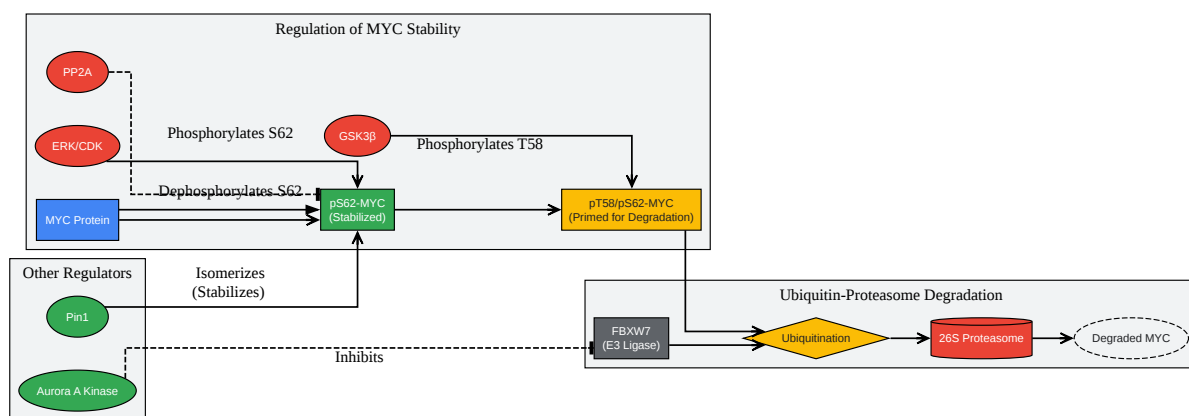 Regulation of MYC Stability
PP2A
Phosphorylates S62
ERK/CDK
GSK3β
Phosphorylates T58
Dephosphorylates S62
MYC Protein
pS62-MYC
(Stabilized)
pT58/pS62-MYC
(Primed for Degradation)
Other Regulators
Isomerizes
(Stabilizes)
Pin1
Aurora A Kinase
Inhibits
Ubiquitin-Proteasome Degradation
FBXW7
(E3 Ligase)
Ubiquitination
26S Proteasome
Degraded MYC